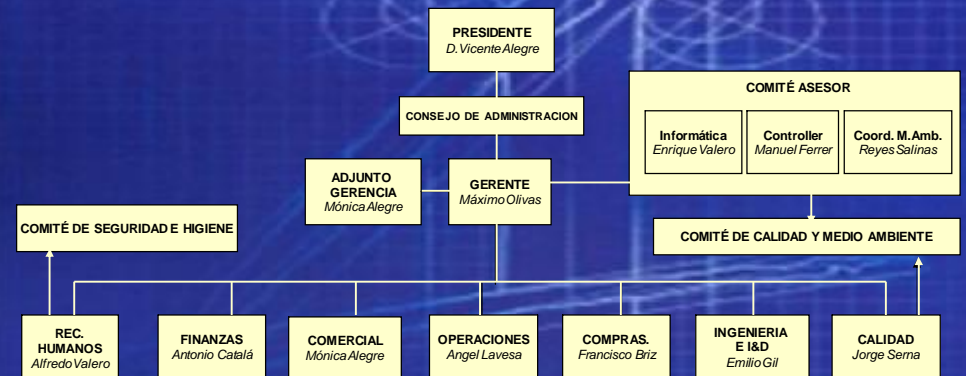 PRESIDENTE
D. Vicente Alegre
CONSEJO DE ADMINISTRACION
COMITÉ ASESOR
Informática
Enrique Valero
Controller
Manuel Ferrer
Coord. M.Amb.
Reyes Salinas
ADJUNTO
GERENCIA
Mónica Alegre
GERENTE
Máximo Olivas
COMITÉ DE SEGURIDAD E HIGIENE
COMITÉ DE CALIDAD Y MEDIO AMBIENTE
REC.
HUMANOS
Alfredo Valero
FINANZAS
Antonio Catalá
COMERCIAL
Mónica Alegre
OPERACIONES
Angel Lavesa
COMPRAS.
Francisco Briz
INGENIERIA
E I&D
Emilio Gil
CALIDAD
Jorge Serna